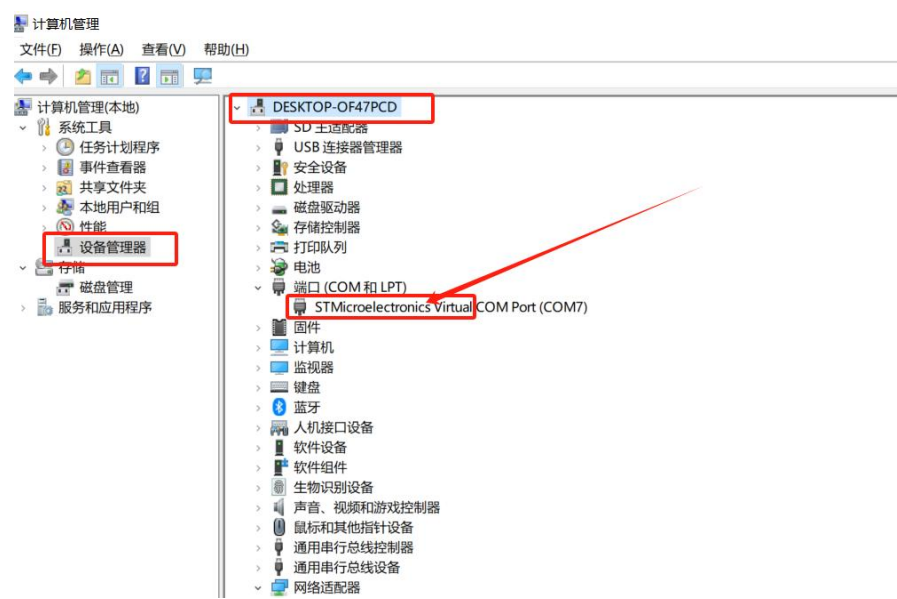 计算机管理
文件(F) 操作(A) 查看(V) 帮助(H)
计算机管理(本地)
系统工具
任务计划程序
事件查看器
共享文件夹
本地用户和组
性能
设备管理器
存储
磁盘管理
服务和应用程序
DESKTOP-OF47PCD
SD 主适配器
USB 连接器管理器
安全设备
处理器
磁盘驱动器
存储控制器
打印队列
电池
端口 (COM 和 LPT)
STMicroelectronics Virtual COM Port (COM7)
固件
计算机
监视器
键盘
蓝牙
人机接口设备
软件设备
软件组件
生物识别设备
声音、视频和游戏控制器
鼠标和其他指针设备
通用串行总线控制器
通用串行总线设备
网络适配器